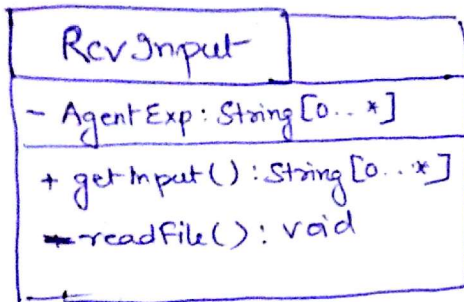 RcvInput
- AgentExp: String[0..*]
+ getInput(): String[0..*]
- readFile(): void